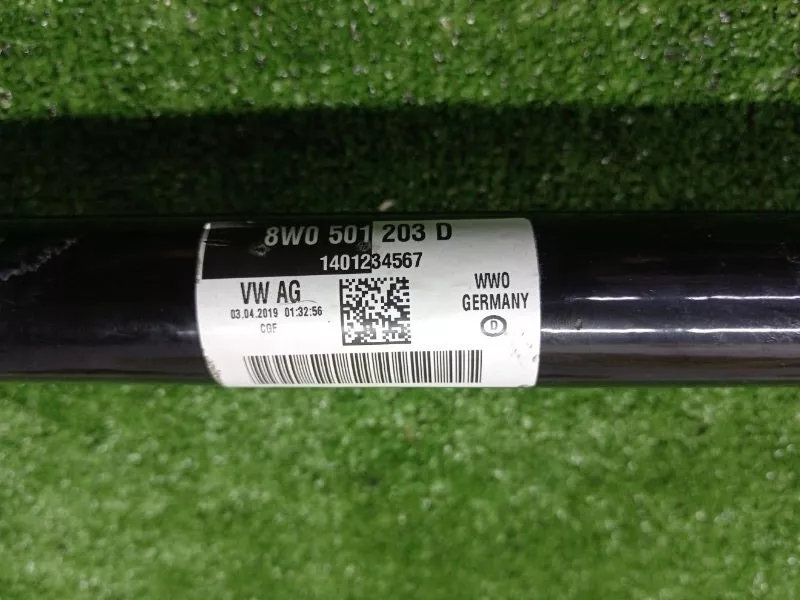 8W0 501 203 D
1401234567
VW AG
03.04.2019 01:32:56
CGF
WWO
GERMANY
D